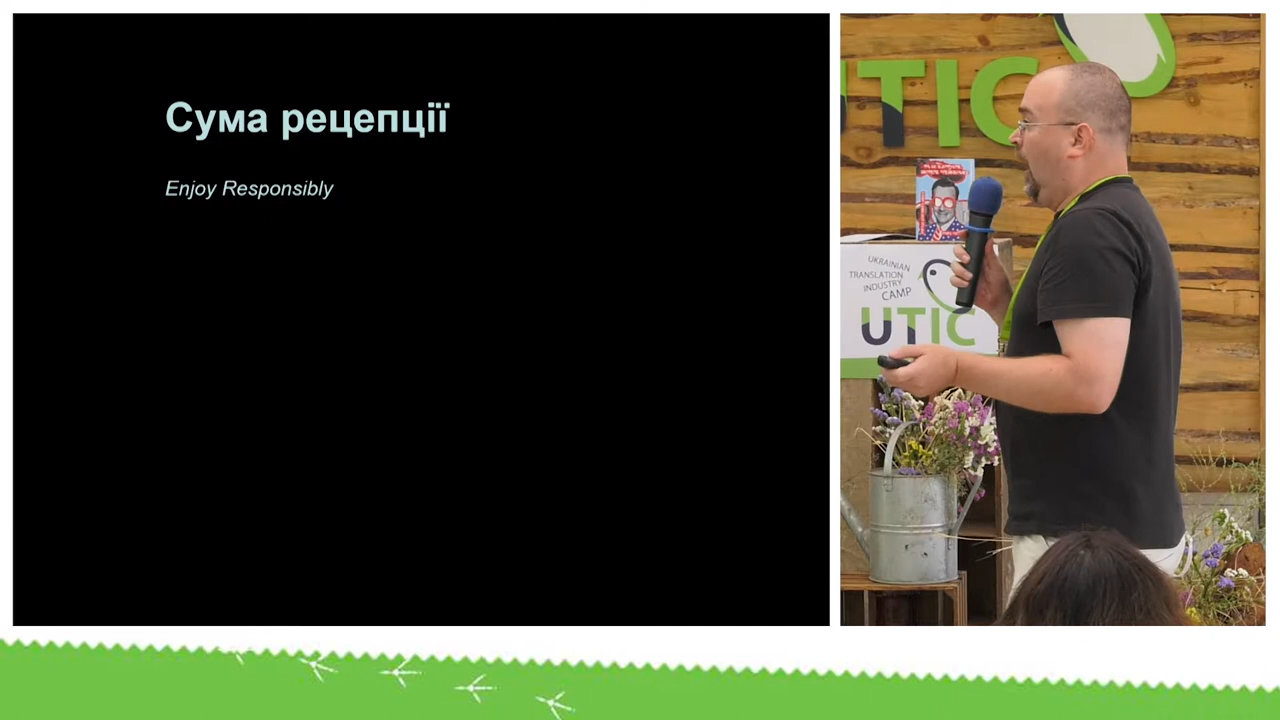 Сума рецепції
Enjoy Responsibly
UTIC
UKRAINIAN
TRANSLATION
INDUSTRY
CAMP
UTIC